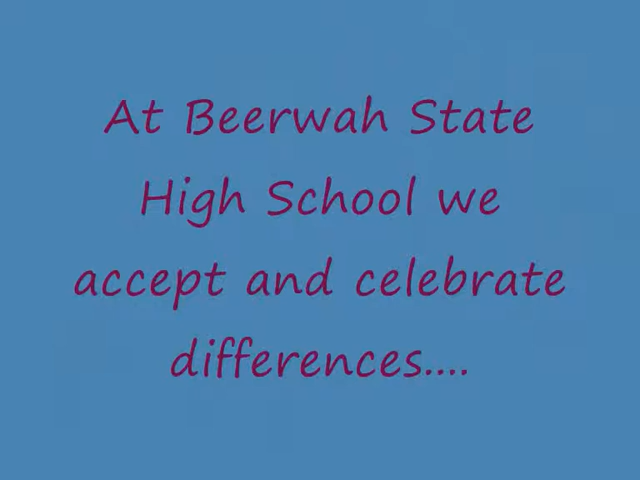 At Beerwah State
High School we
accept and celebrate
differences....